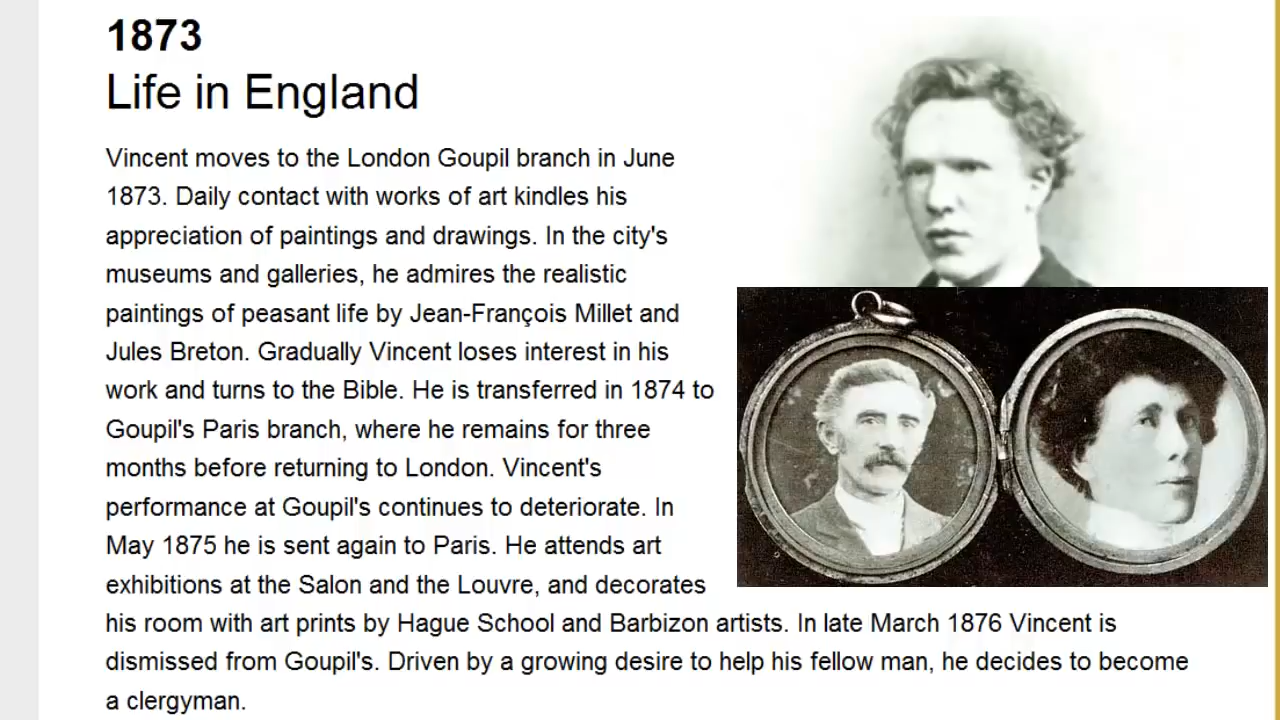 1873
Life in England
Vincent moves to the London Goupil branch in June
1873. Daily contact with works of art kindles his
appreciation of paintings and drawings. In the city's
museums and galleries, he admires the realistic
paintings of peasant life by Jean-François Millet and
Jules Breton. Gradually Vincent loses interest in his
work and turns to the Bible. He is transferred in 1874 to
Goupil's Paris branch, where he remains for three
months before returning to London. Vincent's
performance at Goupil's continues to deteriorate. In
May 1875 he is sent again to Paris. He attends art
exhibitions at the Salon and the Louvre, and decorates
his room with art prints by Hague School and Barbizon artists. In late March 1876 Vincent is
dismissed from Goupil's. Driven by a growing desire to help his fellow man, he decides to become
a clergyman.